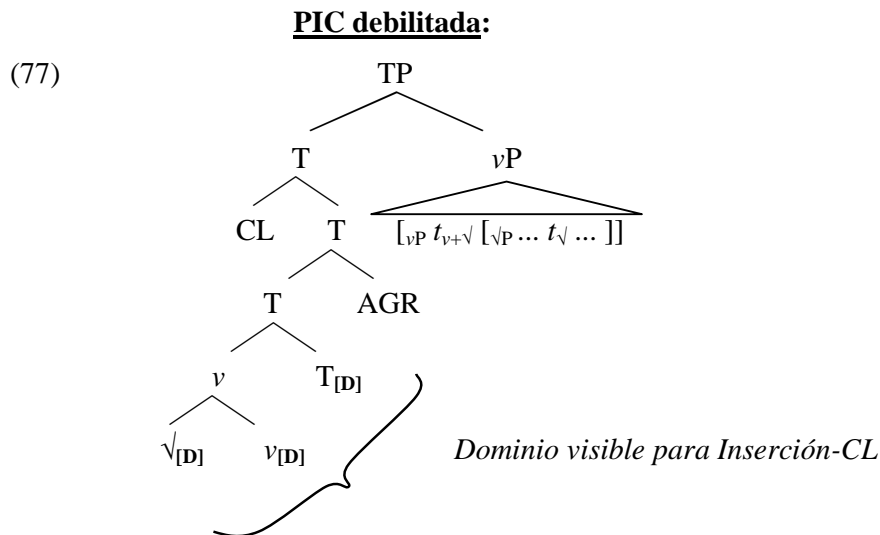 PIC debilitada:
(77) TP
T vP
CL T [vP tv+√ [√P ... t√ ... ]]
T AGR
v T[D]
√[D] v[D] Dominio visible para Inserción-CL